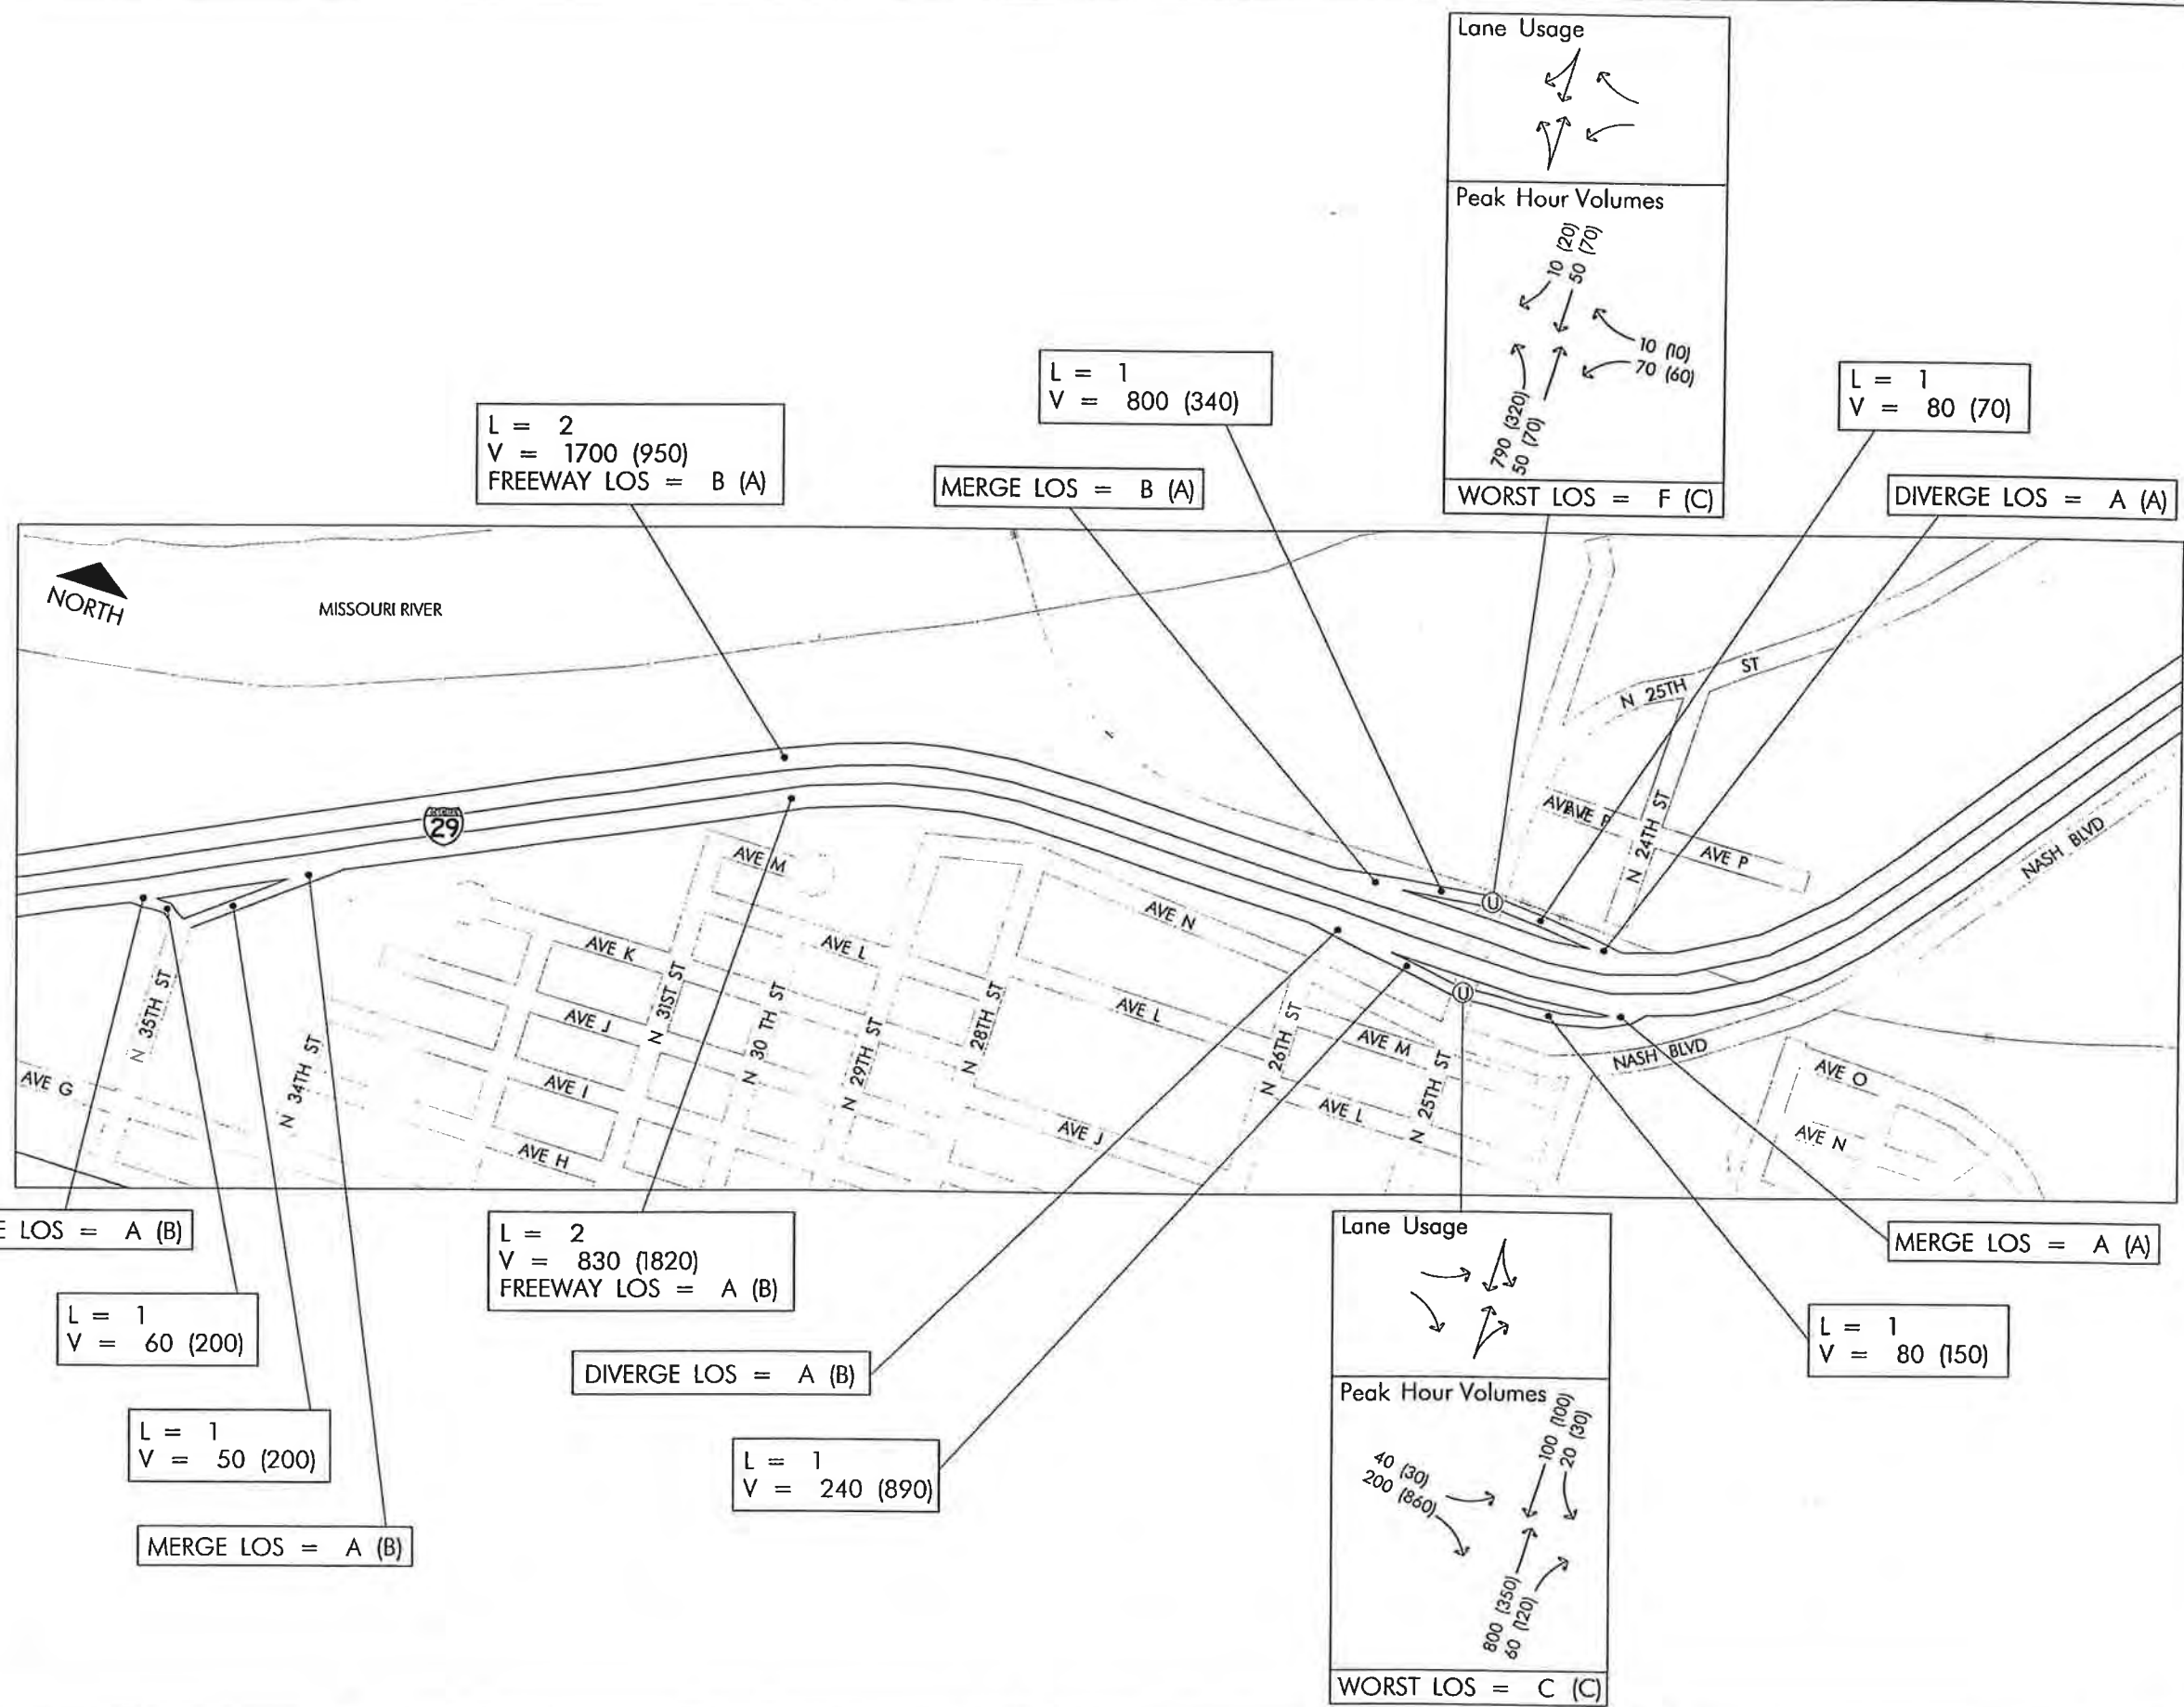 Lane Usage
Peak Hour Volumes
10 (20)
50 (70)
10 (10)
70 (60)
790 (320)
50 (70)
WORST LOS = F (C)
L = 2
V = 1700 (950)
FREEWAY LOS = B (A)
L = 1
V = 800 (340)
MERGE LOS = B (A)
L = 1
V = 80 (70)
DIVERGE LOS = A (A)
NORTH
MISSOURI RIVER
29
N 25TH ST
AVE P
AVE P
N 24TH ST
NASH BLVD
U
U
AVE M
AVE N
AVE K
AVE L
N 31ST ST
N 30 TH ST
N 29TH ST
N 28TH ST
AVE J
AVE I
AVE H
AVE L
AVE J
N 26TH ST
AVE M
AVE L
N 25TH ST
NASH BLVD
AVE O
AVE N
N 35TH ST
N 34TH ST
AVE G
E LOS = A (B)
L = 1
V = 60 (200)
L = 1
V = 50 (200)
MERGE LOS = A (B)
L = 2
V = 830 (1820)
FREEWAY LOS = A (B)
DIVERGE LOS = A (B)
L = 1
V = 240 (890)
Lane Usage
Peak Hour Volumes
100 (100)
20 (30)
40 (30)
200 (860)
800 (350)
60 (120)
WORST LOS = C (C)
MERGE LOS = A (A)
L = 1
V = 80 (150)